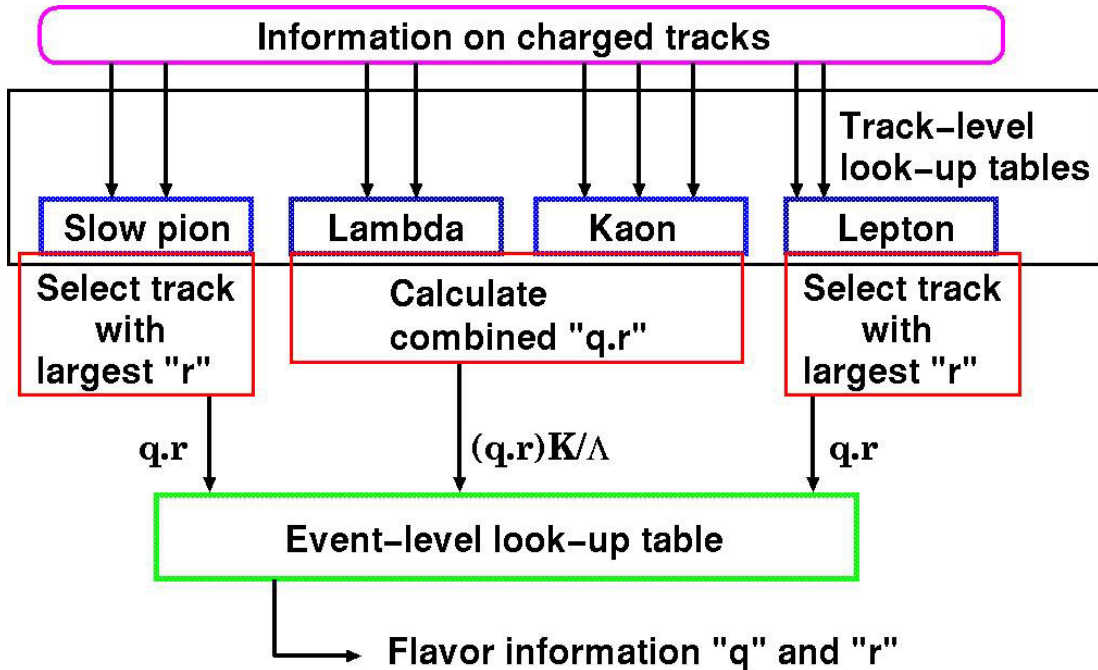 Information on charged tracks
Track–level
look–up tables
Slow pion
Lambda
Kaon
Lepton
Select track
with
largest "r"
Calculate
combined "q.r"
Select track
with
largest "r"
q.r
(q.r)K/Λ
q.r
Event–level look–up table
Flavor information "q" and "r"